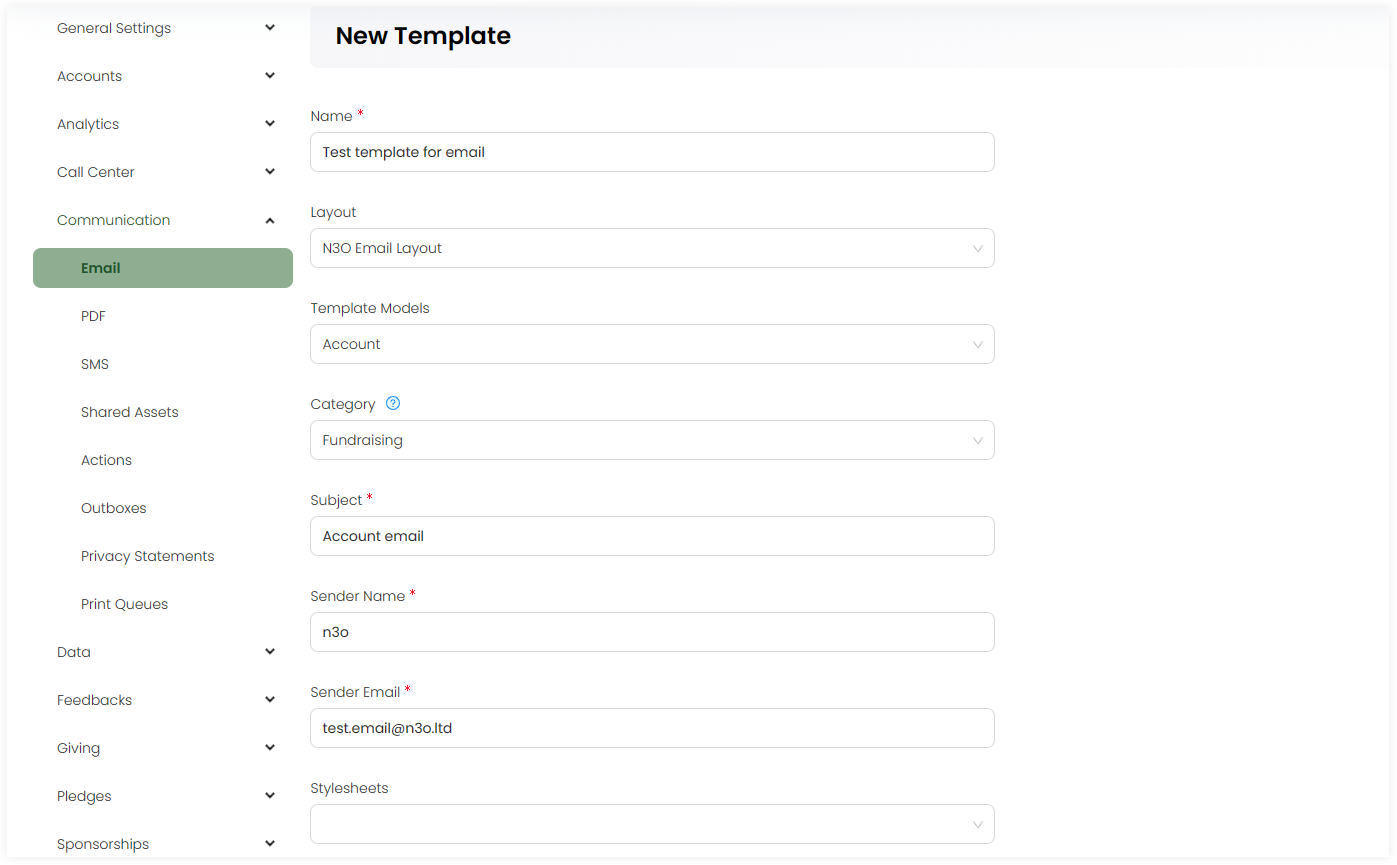 General Settings
Accounts
Analytics
Call Center
Communication
Email
PDF
SMS
Shared Assets
Actions
Outboxes
Privacy Statements
Print Queues
Data
Feedbacks
Giving
Pledges
Sponsorships
New Template
Name *
Test template for email
Layout
N3O Email Layout
Template Models
Account
Category ?
Fundraising
Subject *
Account email
Sender Name *
n3o
Sender Email *
test.email@n3o.ltd
Stylesheets